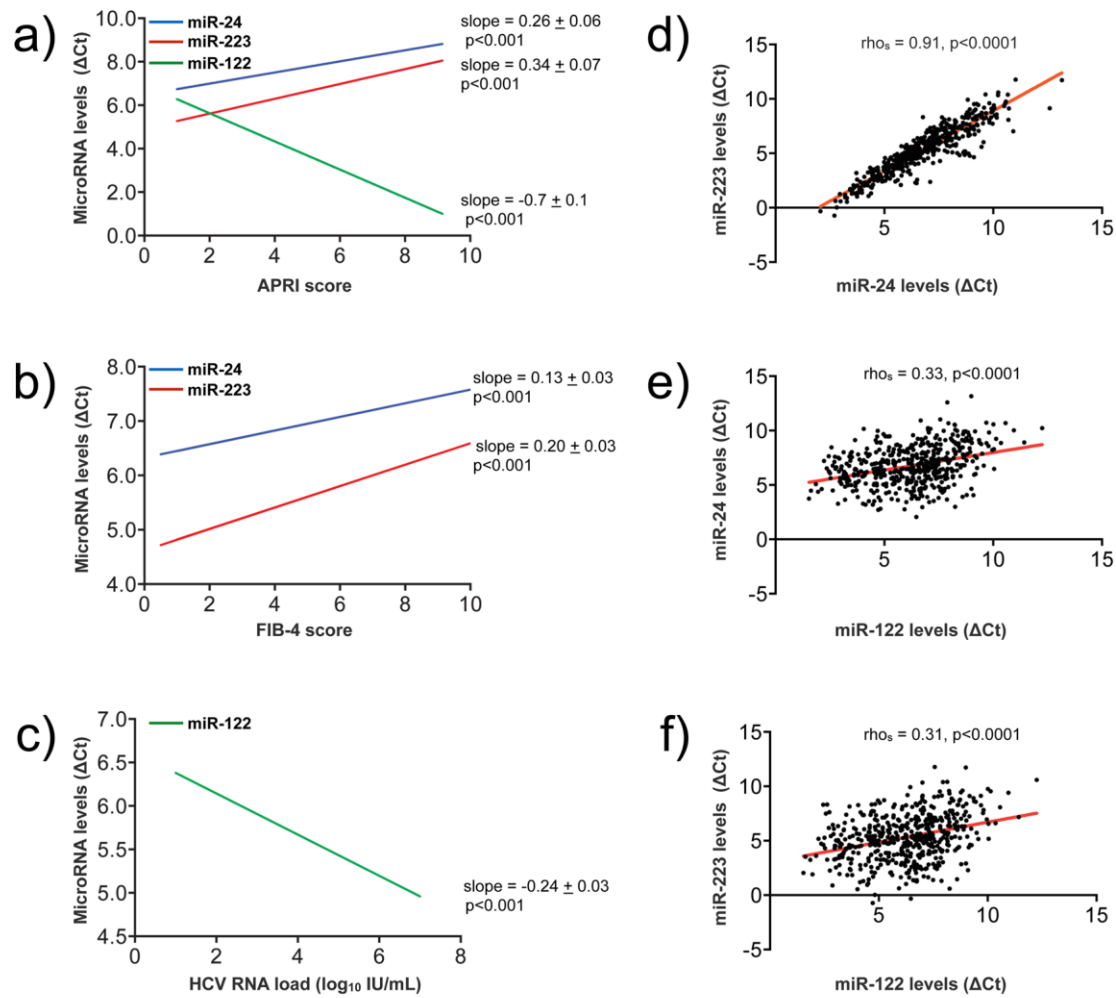 a)
miR-24
miR-223
miR-122
MicroRNA levels (ΔCt)
10.0
8.0
6.0
4.0
2.0
0.0
0 2 4 6 8 10
APRI score
slope = 0.26 ± 0.06
p<0.001
slope = 0.34 ± 0.07
p<0.001
slope = -0.7 ± 0.1
p<0.001
d)
rhos = 0.91, p<0.0001
miR-223 levels (ΔCt)
15
10
5
0
-5
5 10 15
miR-24 levels (ΔCt)
b)
miR-24
miR-223
MicroRNA levels (ΔCt)
8.0
7.0
6.0
5.0
4.0
0 2 4 6 8 10
FIB-4 score
slope = 0.13 ± 0.03
p<0.001
slope = 0.20 ± 0.03
p<0.001
e)
rhos = 0.33, p<0.0001
miR-24 levels (ΔCt)
15
10
5
0
-5
5 10 15
miR-122 levels (ΔCt)
c)
miR-122
MicroRNA levels (ΔCt)
7.0
6.5
6.0
5.5
5.0
4.5
0 2 4 6 8
HCV RNA load (log₁₀ IU/mL)
slope = -0.24 ± 0.03
p<0.001
f)
rhos = 0.31, p<0.0001
miR-223 levels (ΔCt)
15
10
5
0
-5
5 10 15
miR-122 levels (ΔCt)